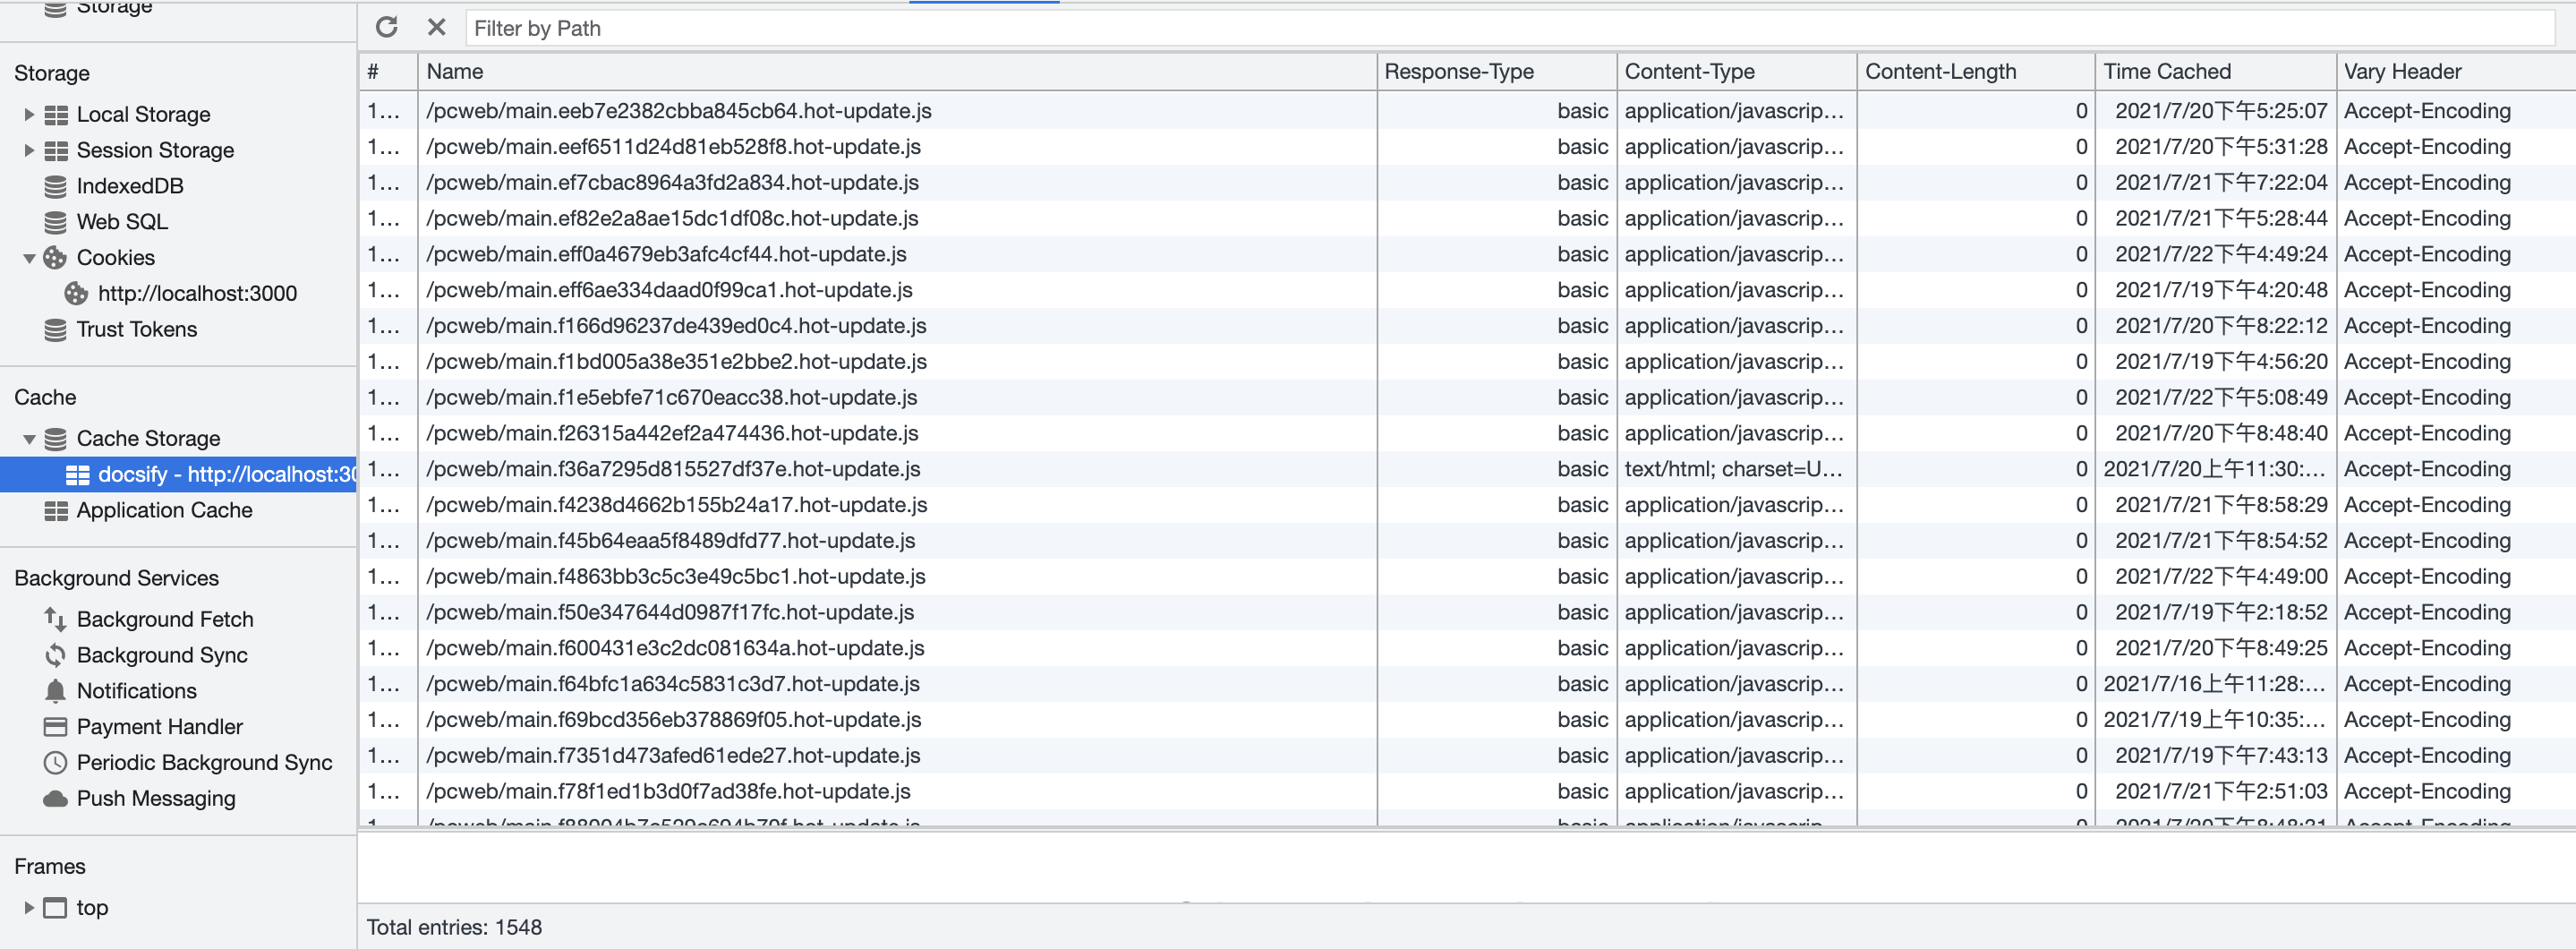 Storage
Storage
Local Storage
Session Storage
IndexedDB
Web SQL
Cookies
http://localhost:3000
Trust Tokens
Cache
Cache Storage
docsify - http://localhost:30
Application Cache
Background Services
Background Fetch
Background Sync
Notifications
Payment Handler
Periodic Background Sync
Push Messaging
Frames
top
Filter by Path
# Name Response-Type Content-Type Content-Length Time Cached Vary Header
1... /pcweb/main.eeb7e2382cbba845cb64.hot-update.js basic application/javascrip... 0 2021/7/20下午5:25:07 Accept-Encoding
1... /pcweb/main.eef6511d24d81eb528f8.hot-update.js basic application/javascrip... 0 2021/7/20下午5:31:28 Accept-Encoding
1... /pcweb/main.ef7cbac8964a3fd2a834.hot-update.js basic application/javascrip... 0 2021/7/21下午7:22:04 Accept-Encoding
1... /pcweb/main.ef82e2a8ae15dc1df08c.hot-update.js basic application/javascrip... 0 2021/7/21下午5:28:44 Accept-Encoding
1... /pcweb/main.eff0a4679eb3afc4cf44.hot-update.js basic application/javascrip... 0 2021/7/22下午4:49:24 Accept-Encoding
1... /pcweb/main.eff6ae334daad0f99ca1.hot-update.js basic application/javascrip... 0 2021/7/19下午4:20:48 Accept-Encoding
1... /pcweb/main.f166d96237de439ed0c4.hot-update.js basic application/javascrip... 0 2021/7/20下午8:22:12 Accept-Encoding
1... /pcweb/main.f1bd005a38e351e2bbe2.hot-update.js basic application/javascrip... 0 2021/7/19下午4:56:20 Accept-Encoding
1... /pcweb/main.f1e5ebfe71c670eacc38.hot-update.js basic application/javascrip... 0 2021/7/22下午5:08:49 Accept-Encoding
1... /pcweb/main.f26315a442ef2a474436.hot-update.js basic application/javascrip... 0 2021/7/20下午8:48:40 Accept-Encoding
1... /pcweb/main.f36a7295d815527df37e.hot-update.js basic text/html; charset=U... 0 2021/7/20上午11:30:... Accept-Encoding
1... /pcweb/main.f4238d4662b155b24a17.hot-update.js basic application/javascrip... 0 2021/7/21下午8:58:29 Accept-Encoding
1... /pcweb/main.f45b64eaa5f8489dfd77.hot-update.js basic application/javascrip... 0 2021/7/21下午8:54:52 Accept-Encoding
1... /pcweb/main.f4863bb3c5c3e49c5bc1.hot-update.js basic application/javascrip... 0 2021/7/22下午4:49:00 Accept-Encoding
1... /pcweb/main.f50e347644d0987f17fc.hot-update.js basic application/javascrip... 0 2021/7/19下午2:18:52 Accept-Encoding
1... /pcweb/main.f600431e3c2dc081634a.hot-update.js basic application/javascrip... 0 2021/7/20下午8:49:25 Accept-Encoding
1... /pcweb/main.f64bfc1a634c5831c3d7.hot-update.js basic application/javascrip... 0 2021/7/16上午11:28:... Accept-Encoding
1... /pcweb/main.f69bcd356eb378869f05.hot-update.js basic application/javascrip... 0 2021/7/19上午10:35:... Accept-Encoding
1... /pcweb/main.f7351d473afed61ede27.hot-update.js basic application/javascrip... 0 2021/7/19下午7:43:13 Accept-Encoding
1... /pcweb/main.f78f1ed1b3d0f7ad38fe.hot-update.js basic application/javascrip... 0 2021/7/21下午2:51:03 Accept-Encoding
Total entries: 1548